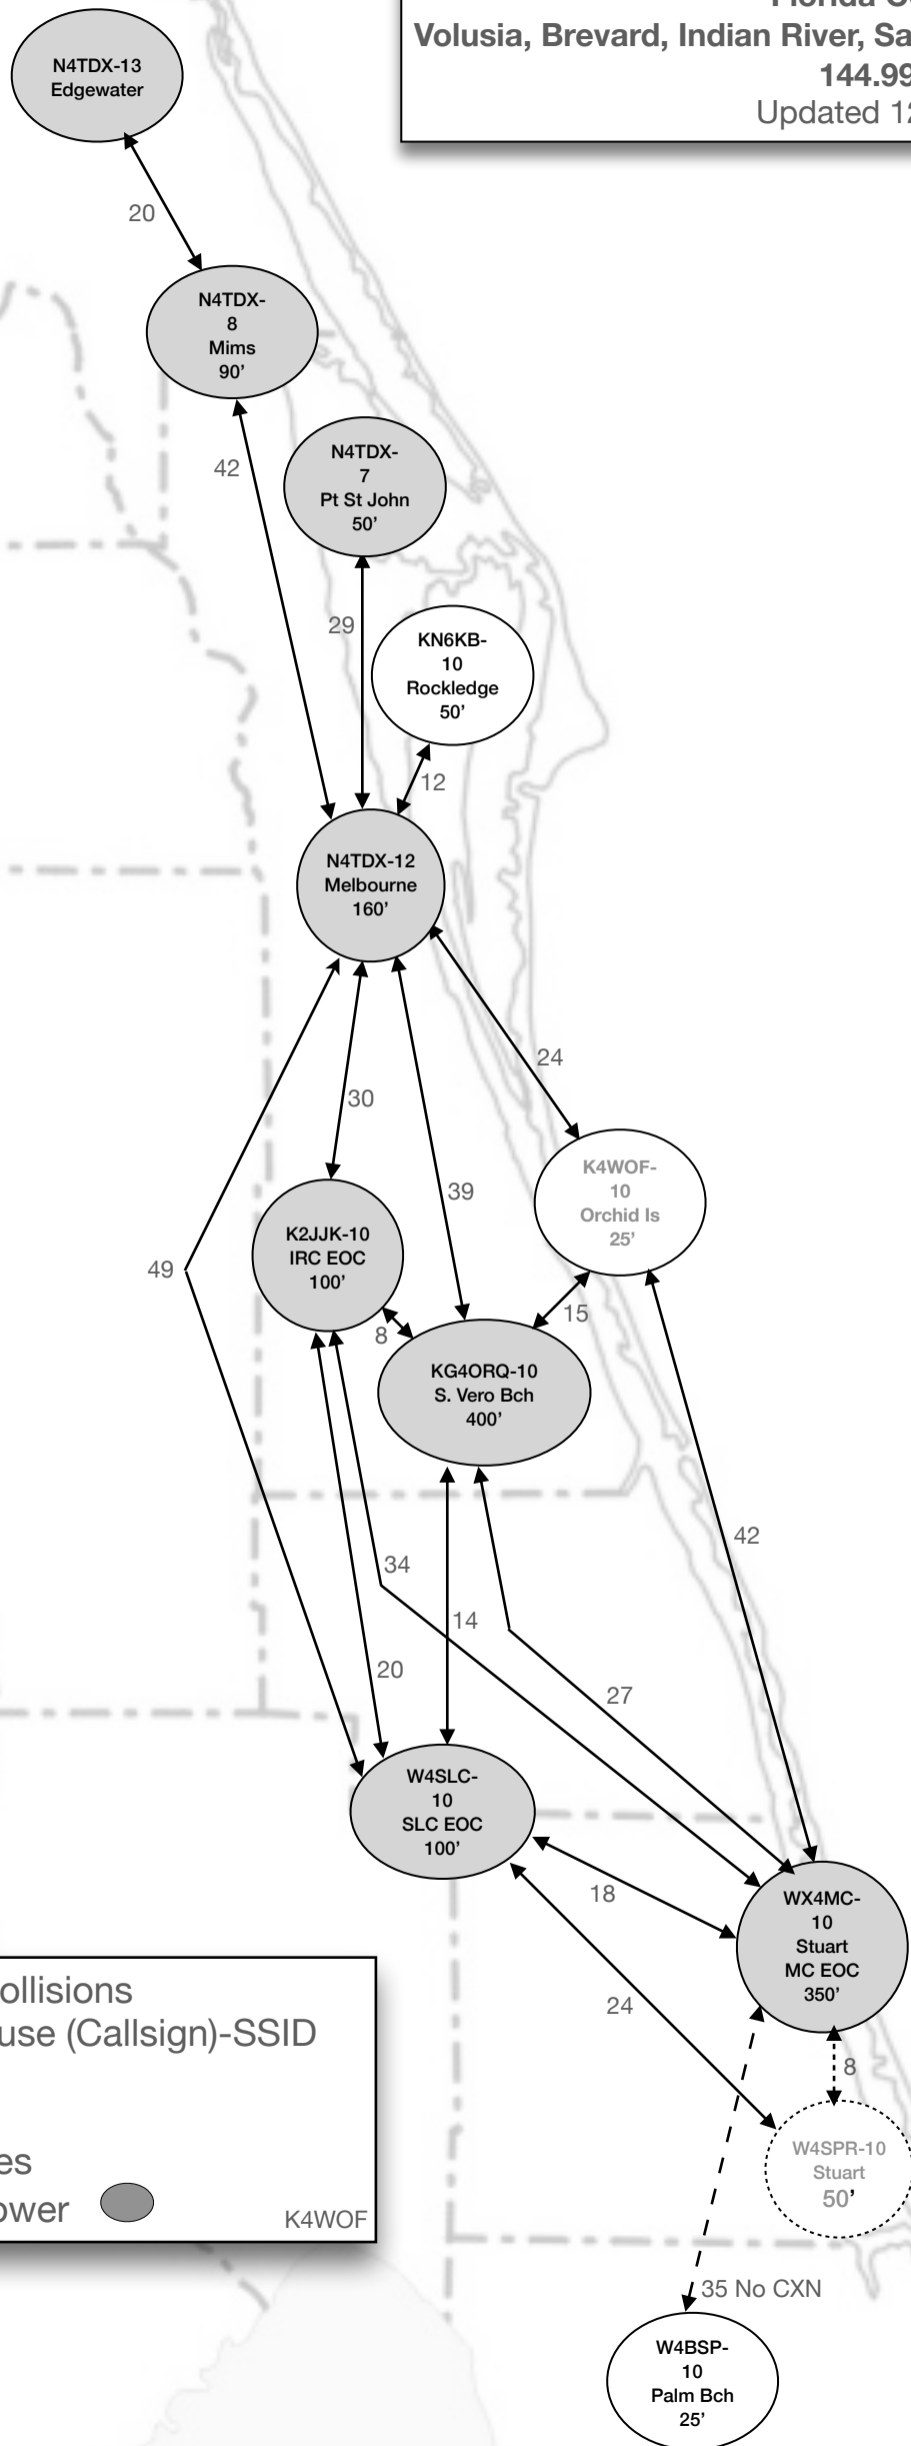 Volusia, Brevard, Indian River,
144.99
Updated
N4TDX-13
Edgewater
20
N4TDX-
8
Mims
90’
42
N4TDX-
7
Pt St John
50’
29
KN6KB-
10
Rockledge
50’
12
N4TDX-12
Melbourne
160’
24
30
39
K4WOF-
10
Orchid Is
25’
K2JJK-10
IRC EOC
100’
49
15
8
KG4ORQ-10
S. Vero Bch
400’
42
34
14
20
27
W4SLC-
10
SLC EOC
100’
18
WX4MC-
10
Stuart
MC EOC
350’
24
8
W4SPR-10
Stuart
50’
35 No CXN
W4BSP-
10
Palm Bch
25’
ollisions
use (Callsign)-SSID
es
ower
K4WOF